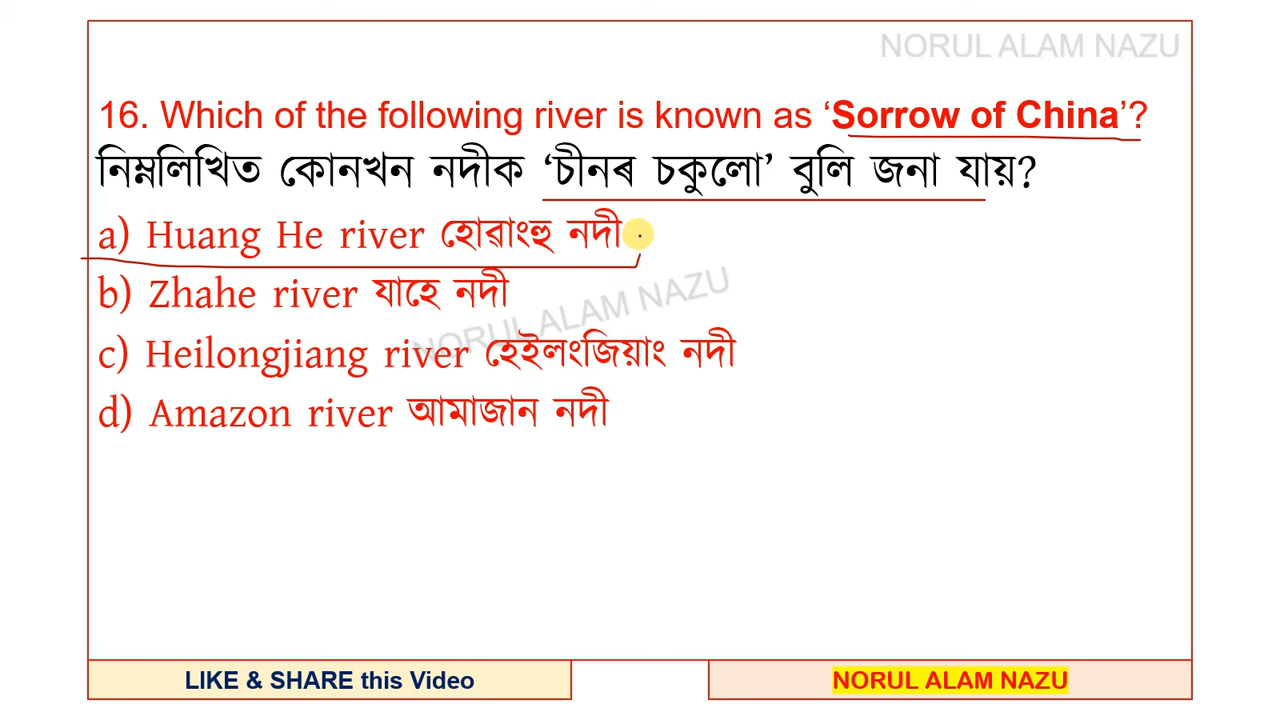 NORUL ALAM NAZU
16. Which of the following river is known as ‘Sorrow of China’?
নিম্নলিখিত কোনখন নদীক ‘চীনৰ চকুলো’ বুলি জনা যায়?
a) Huang He river হোৱাংহু নদী
b) Zhahe river যাহে নদী
NORUL ALAM NAZU
c) Heilongjiang river হেইলংজিয়াং নদী
d) Amazon river আমাজান নদী
LIKE & SHARE this Video
NORUL ALAM NAZU